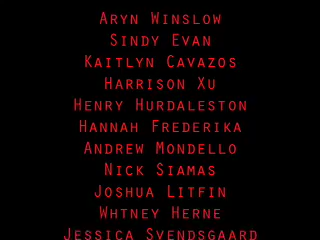 Aryn Winslow
Sindy Evan
Kaitlyn Cavazos
Harrison Xu
Henry Hurdaleston
Hannah Frederika
Andrew Mondello
Nick Siamas
Joshua Litfin
Whtney Herne
Jessica Svendsgaard